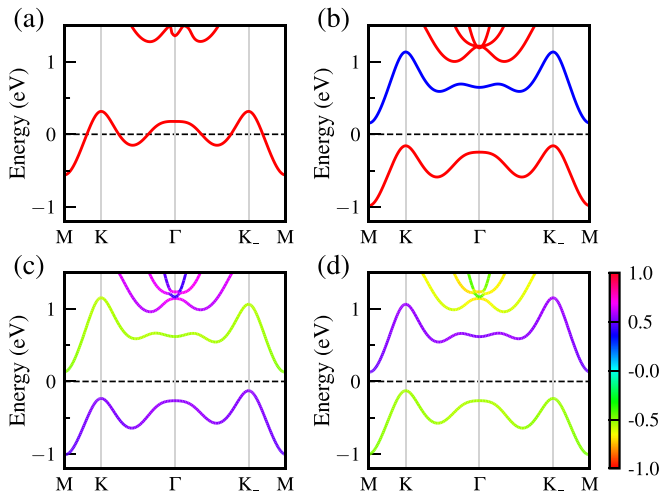 (a)
(b)
Energy (eV)
1
0
−1
M K Γ K_ M
Energy (eV)
1
0
−1
M K Γ K_ M
(c)
(d)
Energy (eV)
1
0
−1
M K Γ K_ M
Energy (eV)
1
0
−1
M K Γ K_ M
1.0
0.5
-0.0
-0.5
-1.0